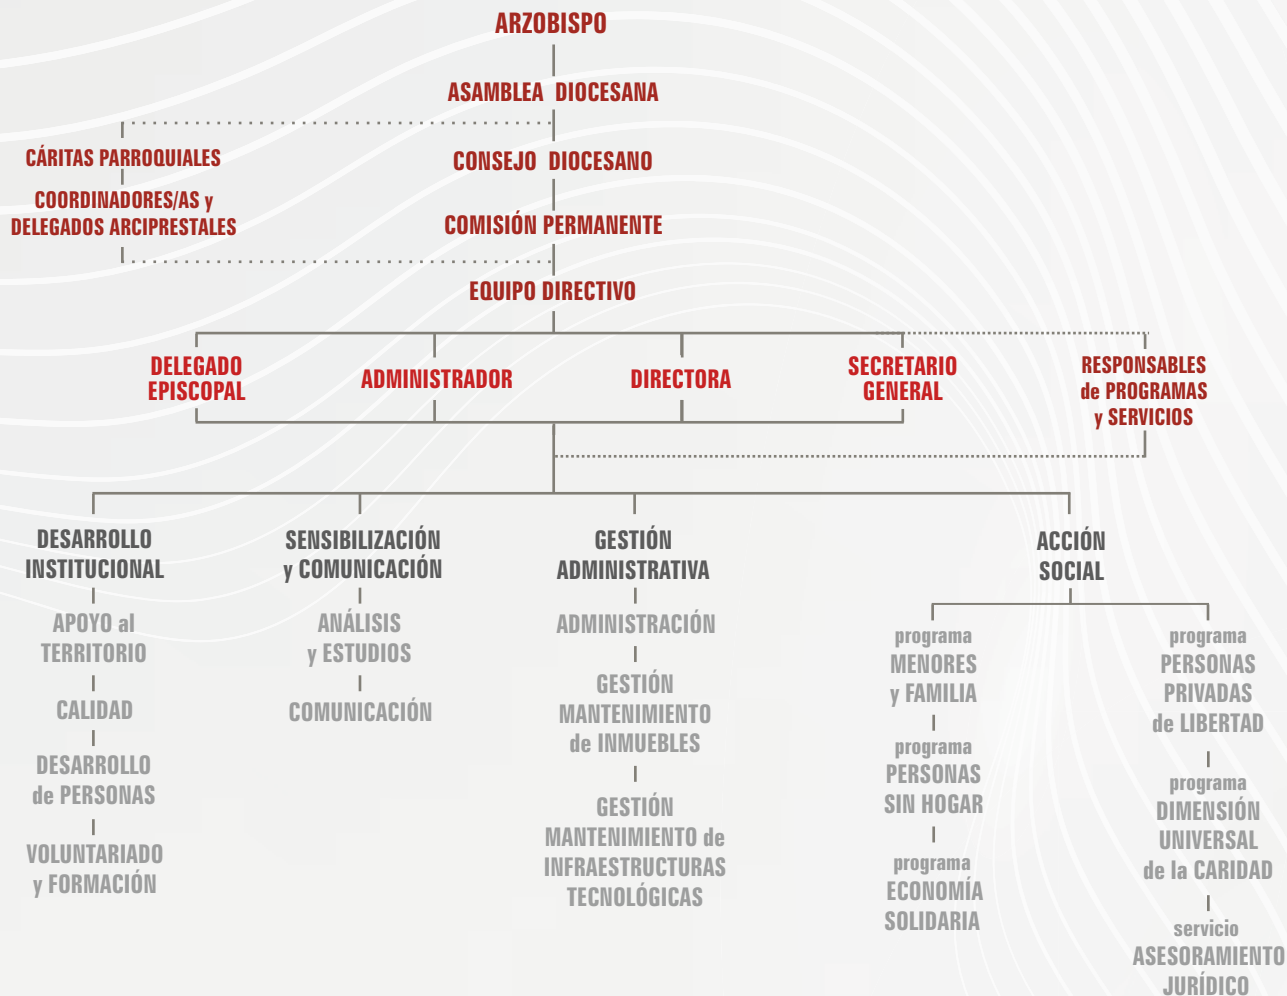 ARZOBISPO
ASAMBLEA DIOCESANA
CÁRITAS PARROQUIALES
COORDINADORES/AS y
DELEGADOS ARCIPRESTALES
CONSEJO DIOCESANO
COMISIÓN PERMANENTE
EQUIPO DIRECTIVO
DELEGADO
EPISCOPAL
ADMINISTRADOR
DIRECTORA
SECRETARIO
GENERAL
RESPONSABLES
de PROGRAMAS
y SERVICIOS
DESARROLLO
INSTITUCIONAL
APOYO al
TERRITORIO
CALIDAD
DESARROLLO
de PERSONAS
VOLUNTARIADO
y FORMACIÓN
SENSIBILIZACIÓN
y COMUNICACIÓN
ANÁLISIS
y ESTUDIOS
COMUNICACIÓN
GESTIÓN
ADMINISTRATIVA
ADMINISTRACIÓN
GESTIÓN
MANTENIMIENTO
de INMUEBLES
GESTIÓN
MANTENIMIENTO de
INFRAESTRUCTURAS
TECNOLÓGICAS
ACCIÓN
SOCIAL
programa
MENORES
y FAMILIA
programa
PERSONAS
SIN HOGAR
programa
ECONOMÍA
SOLIDARIA
programa
PERSONAS
PRIVADAS
de LIBERTAD
programa
DIMENSIÓN
UNIVERSAL
de la CARIDAD
servicio
ASESORAMIENTO
JURÍDICO